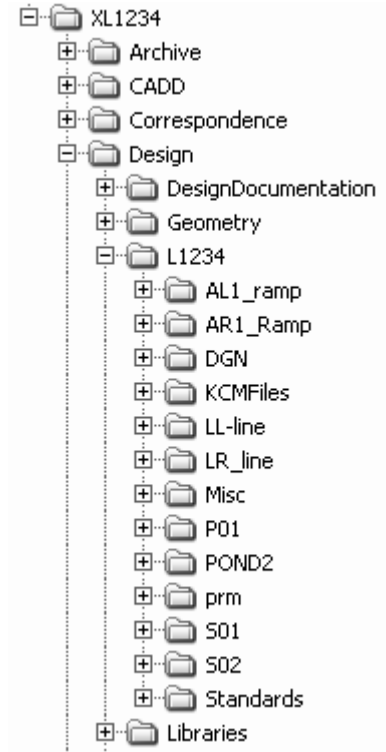 XL1234
Archive
CADD
Correspondence
Design
DesignDocumentation
Geometry
L1234
AL1_ramp
AR1_Ramp
DGN
KCMFiles
LL-line
LR_line
Misc
P01
POND2
prm
S01
S02
Standards
Libraries